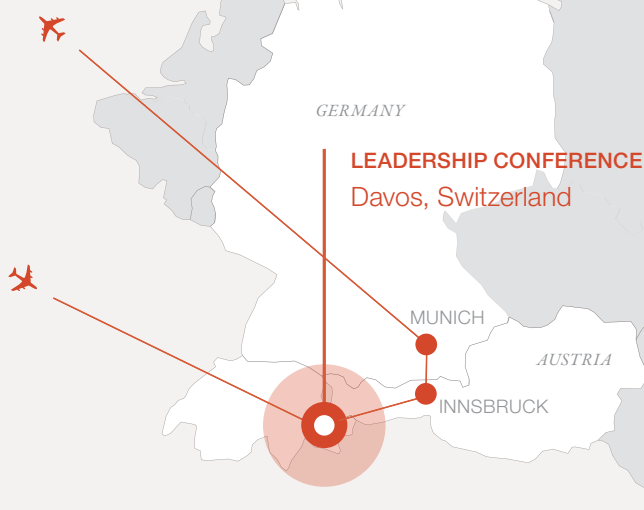 GERMANY
LEADERSHIP CONFERENCE
Davos, Switzerland
MUNICH
AUSTRIA
INNSBRUCK